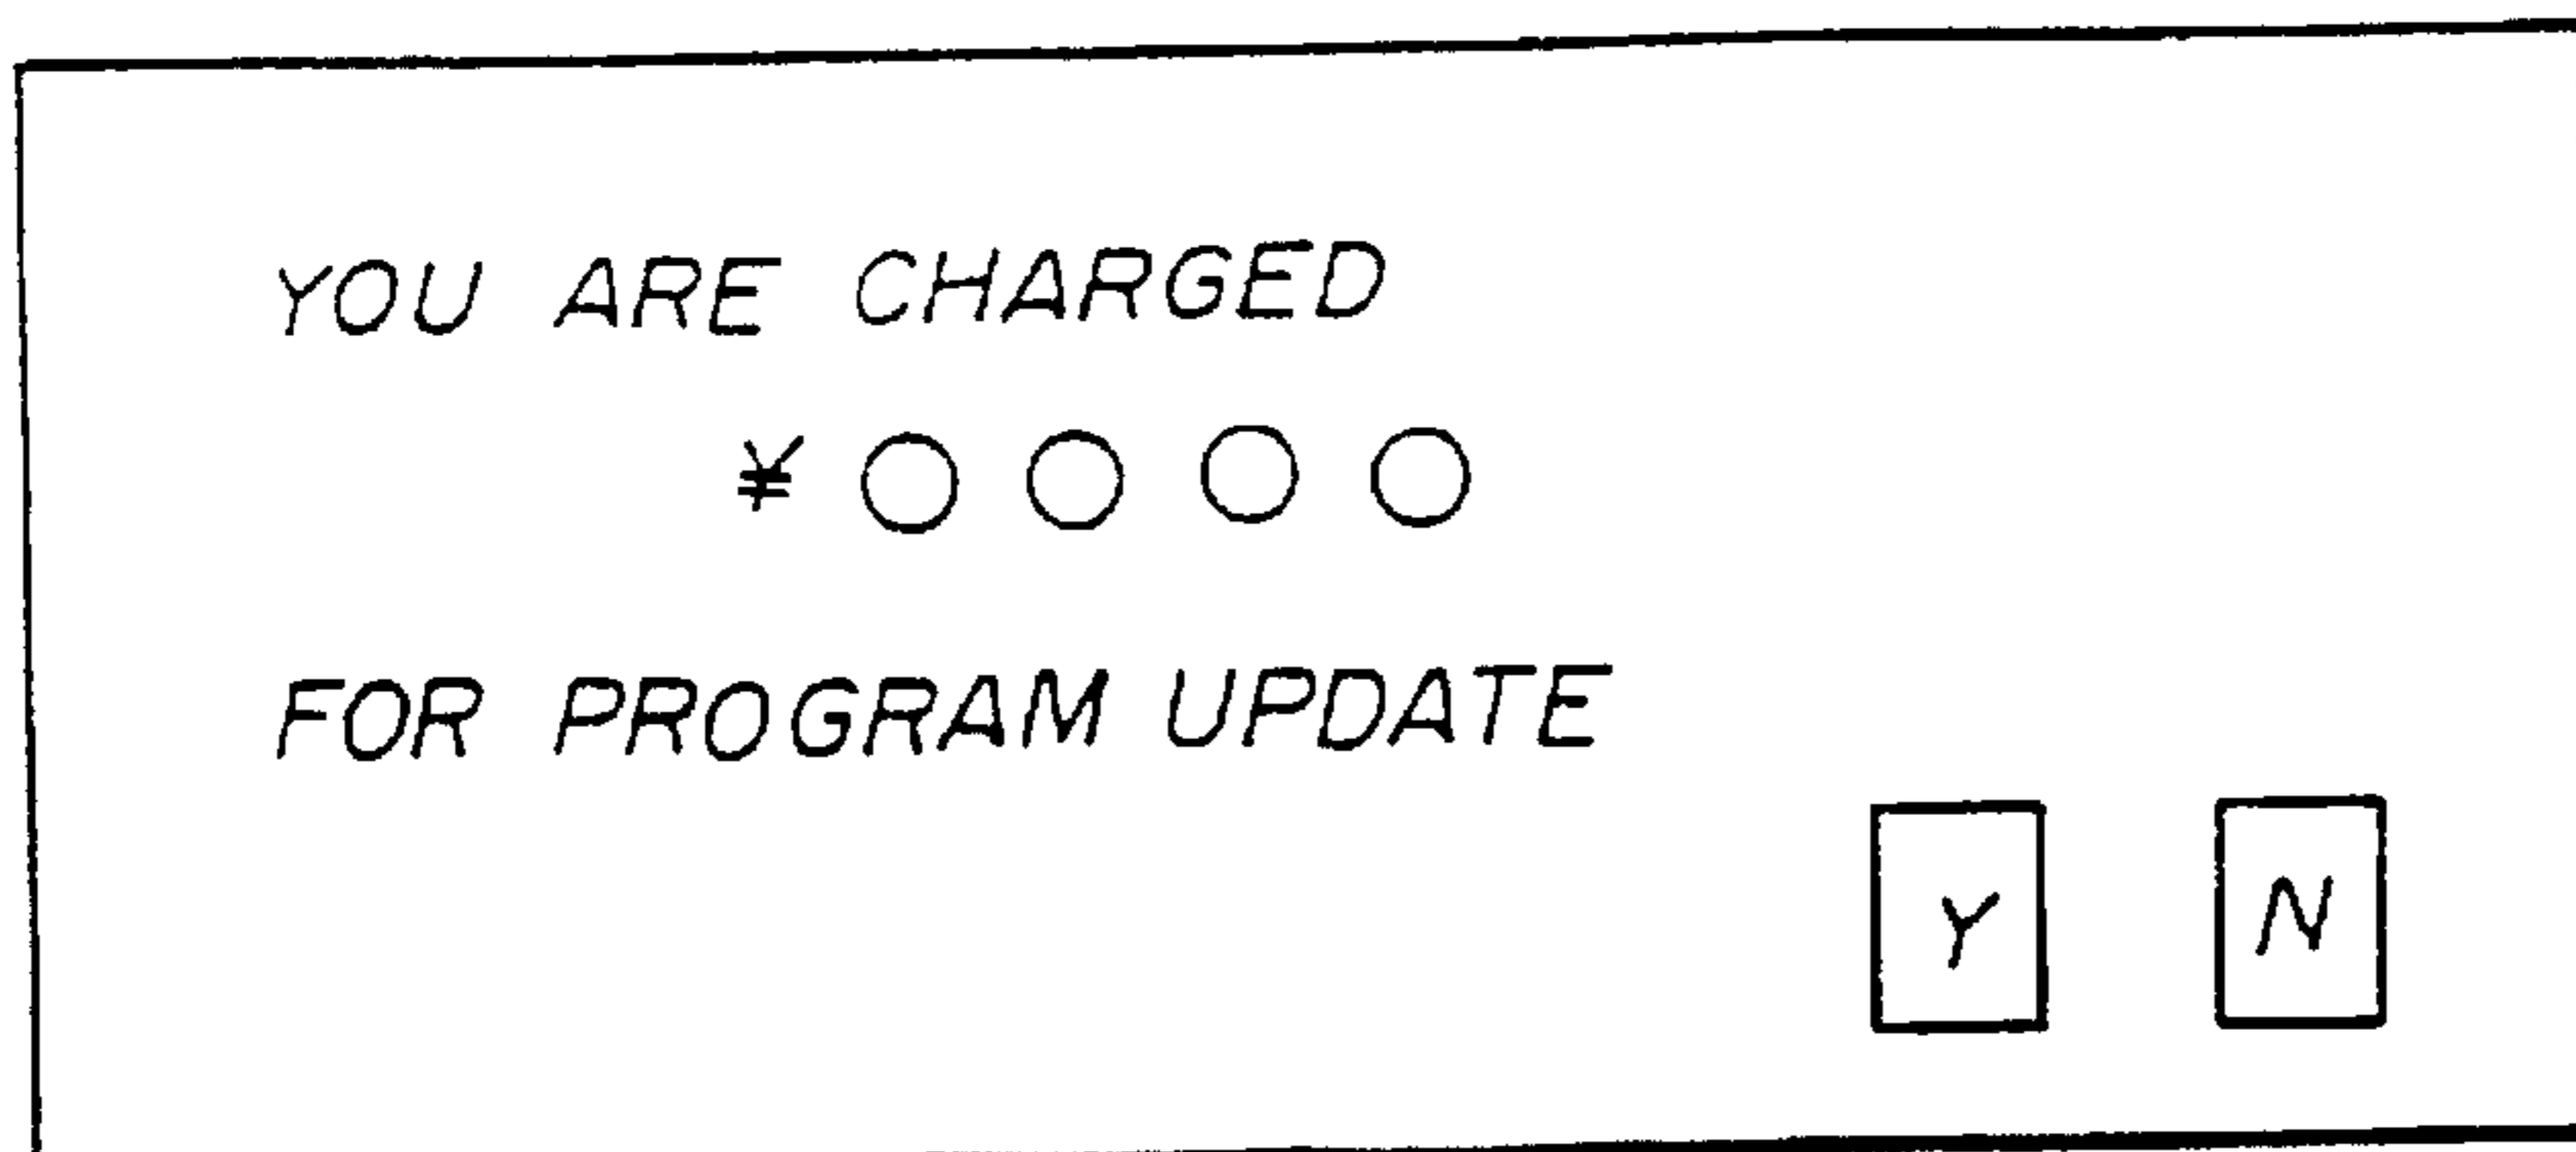 YOU ARE CHARGED
¥ ○ ○ ○ ○
FOR PROGRAM UPDATE
Y N